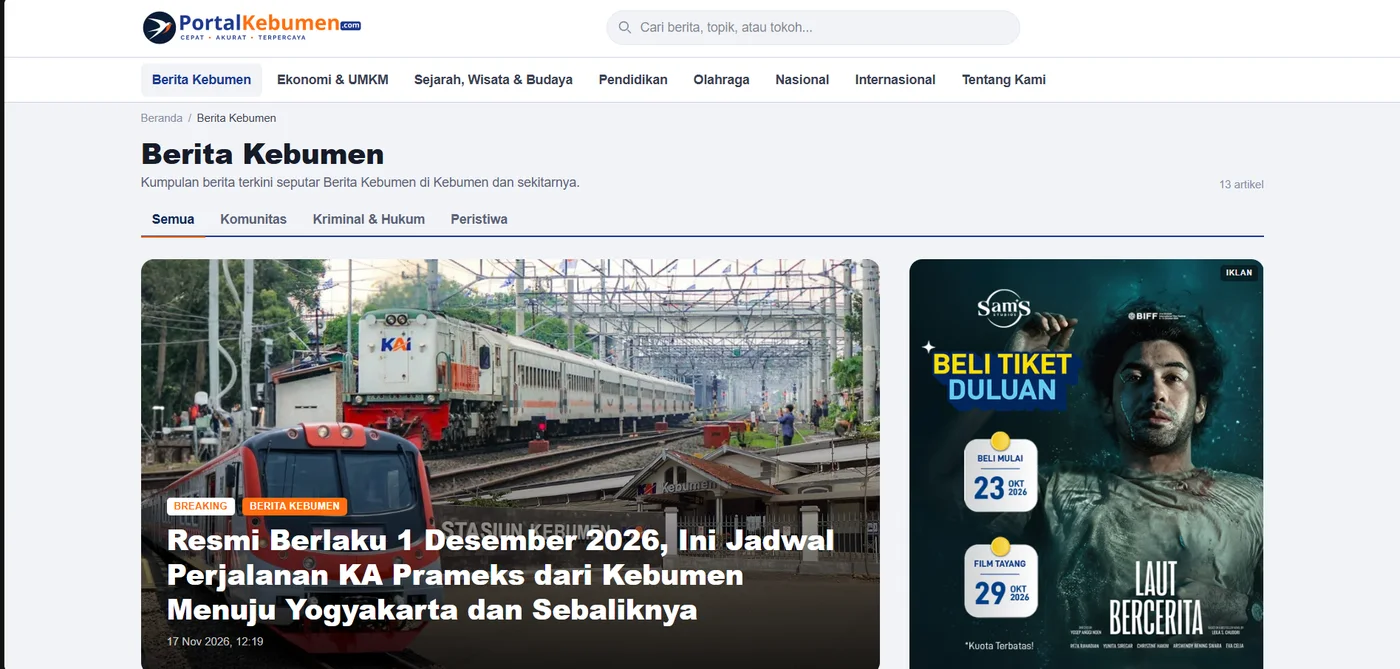 PortalKebumen.com
CEPAT • AKURAT • TERPERCAYA
Cari berita, topik, atau tokoh...
Berita Kebumen
Ekonomi & UMKM
Sejarah, Wisata & Budaya
Pendidikan
Olahraga
Nasional
Internasional
Tentang Kami
Beranda / Berita Kebumen
Berita Kebumen
Kumpulan berita terkini seputar Berita Kebumen di Kebumen dan sekitarnya.
13 artikel
Semua
Komunitas
Kriminal & Hukum
Peristiwa
KAI
Kebumen
STASIUN KEBUMEN
BREAKING
BERITA KEBUMEN
Resmi Berlaku 1 Desember 2026, Ini Jadwal
Perjalanan KA Prameks dari Kebumen
Menuju Yogyakarta dan Sebaliknya
17 Nov 2026, 12:19
IKLAN
Sam's
STUDIOS
BIFF
BELI TIKET
DULUAN
BELI MULAI
23 OKT 2026
FILM TAYANG
29 OKT 2026
LAUT
BERCERITA
*Kuota Terbatas!